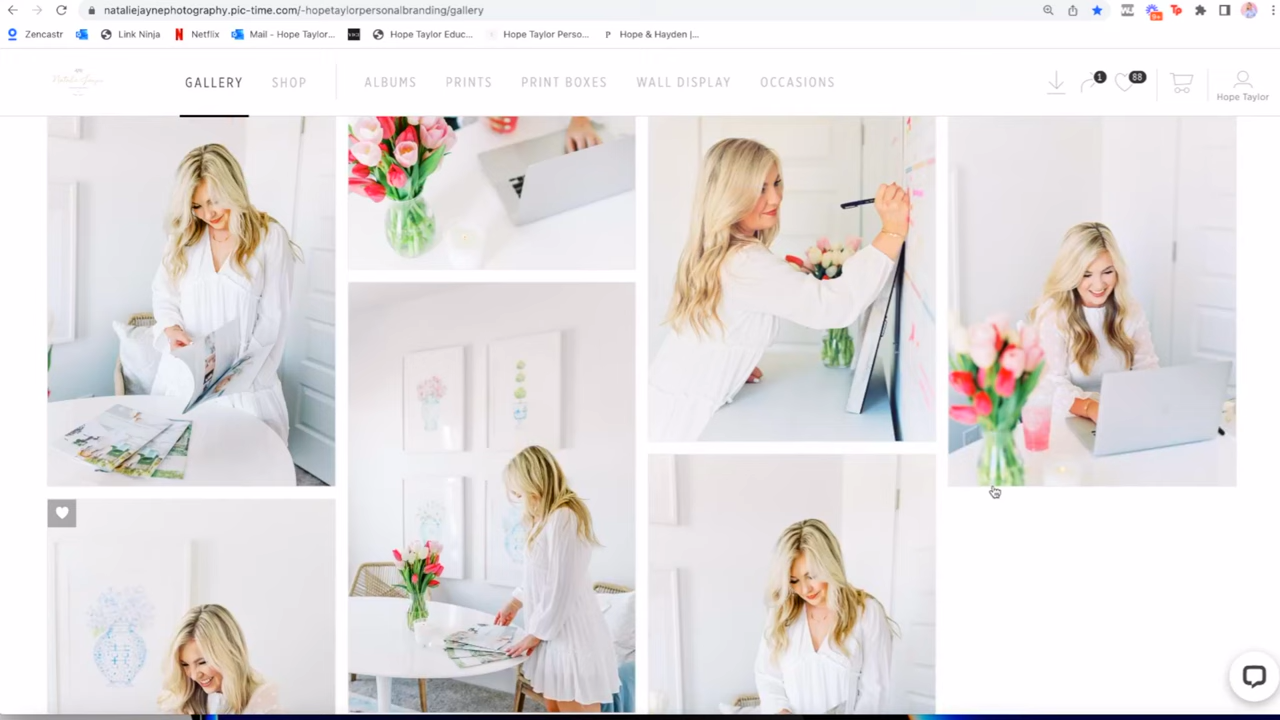 nataliejaynephotography.pic-time.com/-hopetaylorpersonalbranding/gallery
Zencastr Link Ninja Netflix Mail - Hope Taylor... Hope Taylor Educ... Hope Taylor Perso... P Hope & Hayden |...
GALLERY SHOP ALBUMS PRINTS PRINT BOXES WALL DISPLAY OCCASIONS 1 88
Hope Taylor